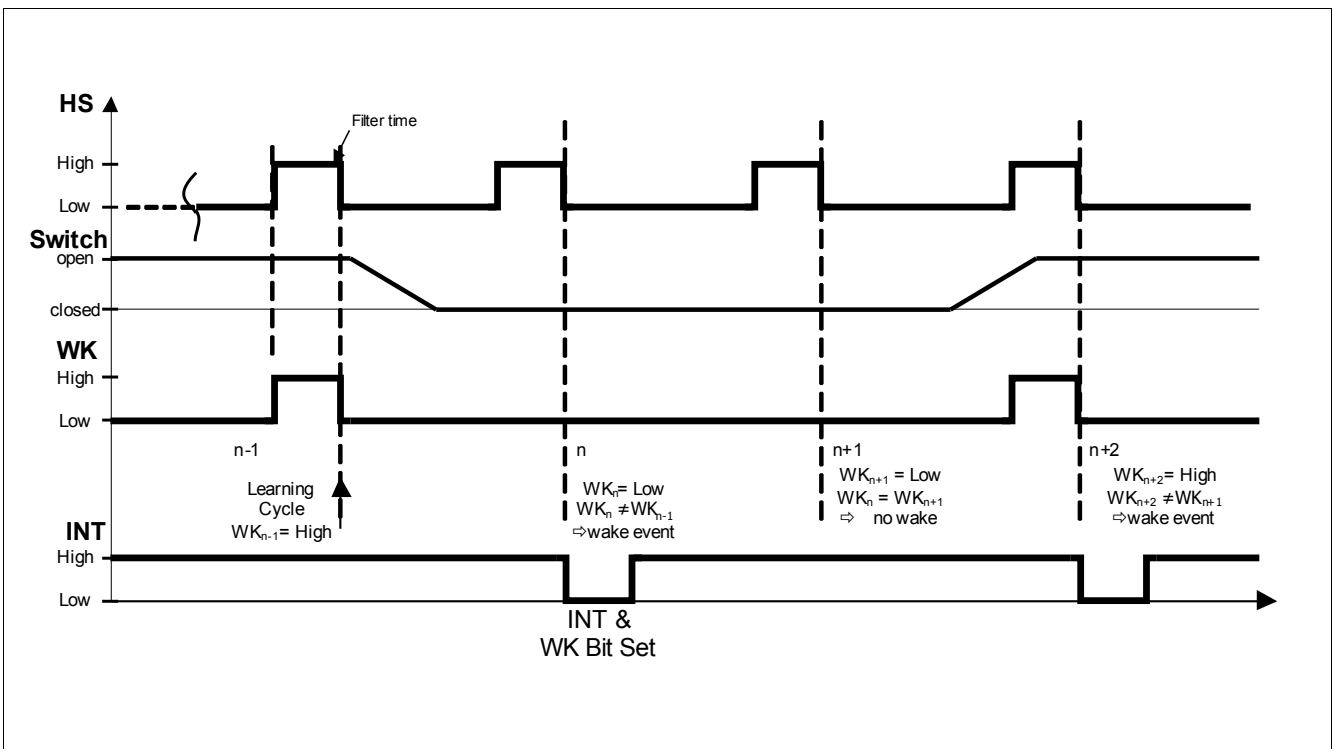 HS
Filter time
High
Low
Switch
open
closed
WK
High
Low
n-1
n
n+1
n+2
Learning
Cycle
WKn-1= High
WKn= Low
WKn ≠WKn-1
⇨wake event
WKn+1 = Low
WKn = WKn+1
⇨ no wake
WKn+2= High
WKn+2 ≠WKn+1
⇨wake event
INT
High
Low
INT &
WK Bit Set